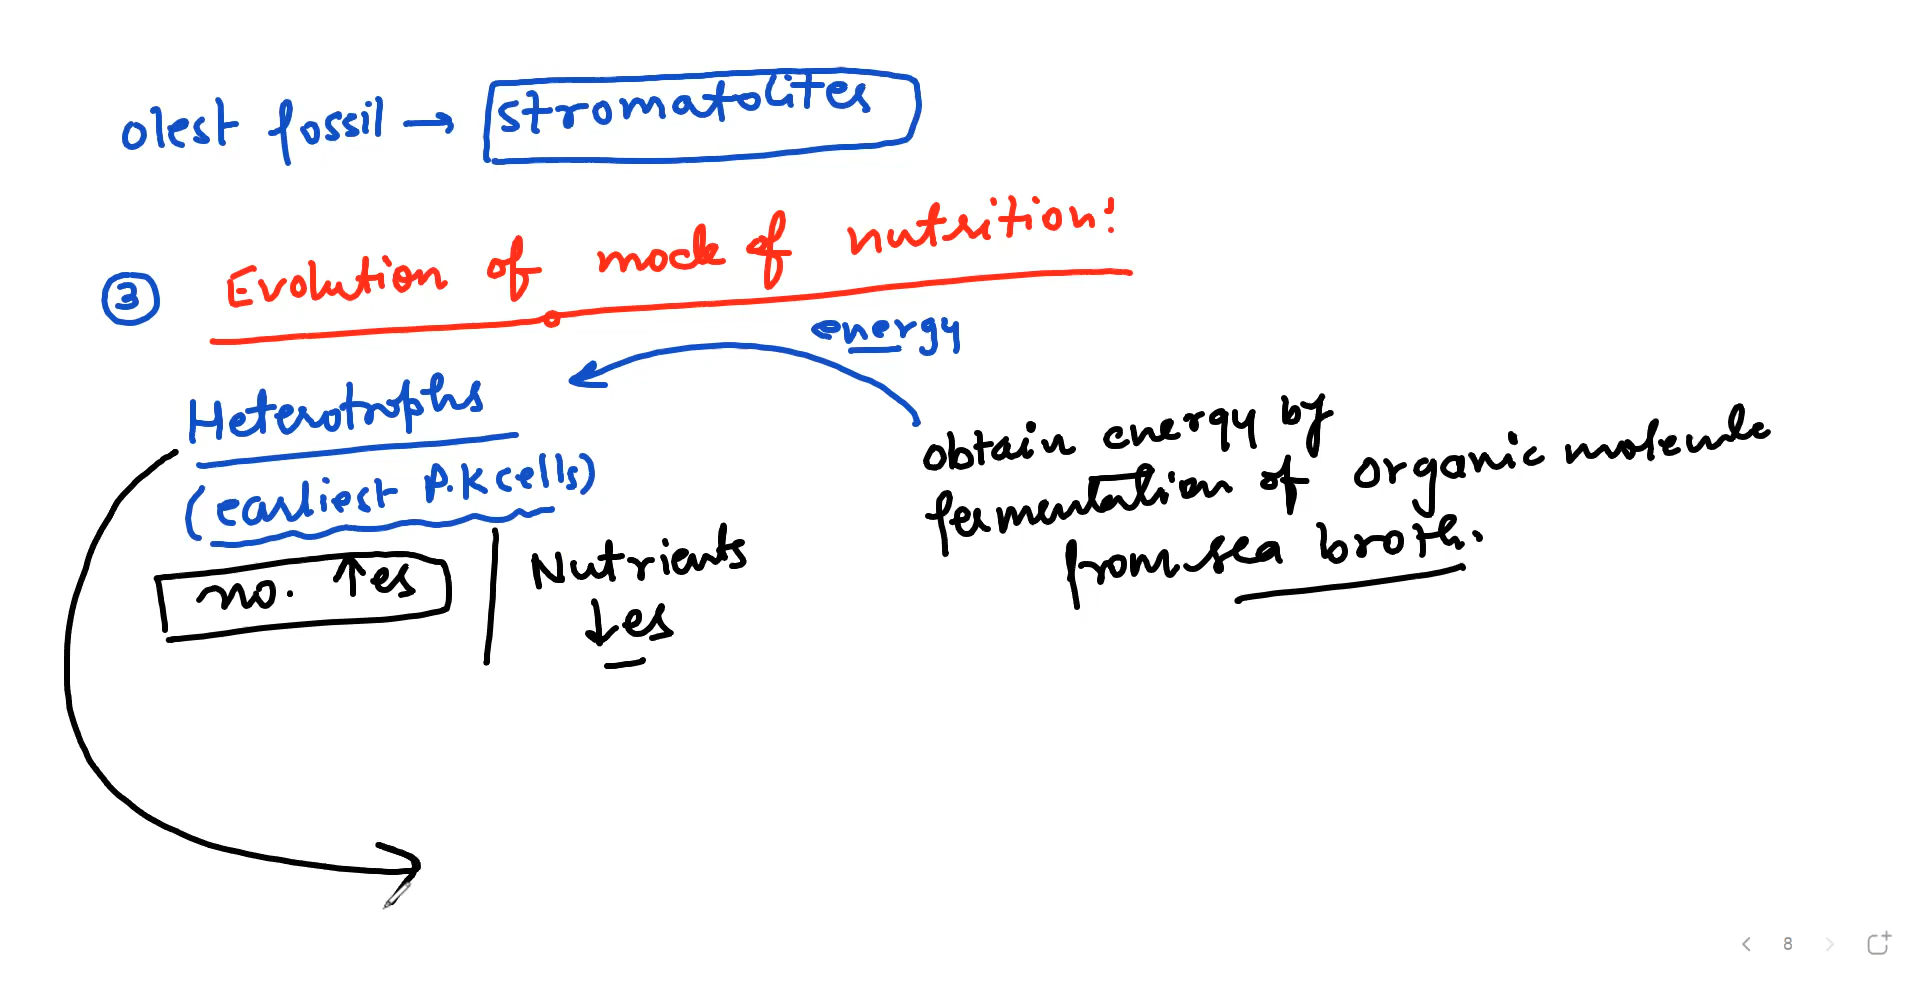 olest fossil → stromatolites
③ Evolution of mode of nutrition:
energy
Heterotrophs
(earliest P.K cells)
obtain energy by
fermentation of organic molecule
from sea broth.
no. ↑es
Nutrients
↓es
8